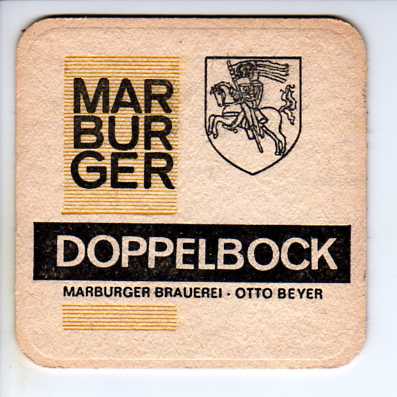 MAR
BUR
GER
DOPPELBOCK
MARBURGER BRAUEREI · OTTO BEYER